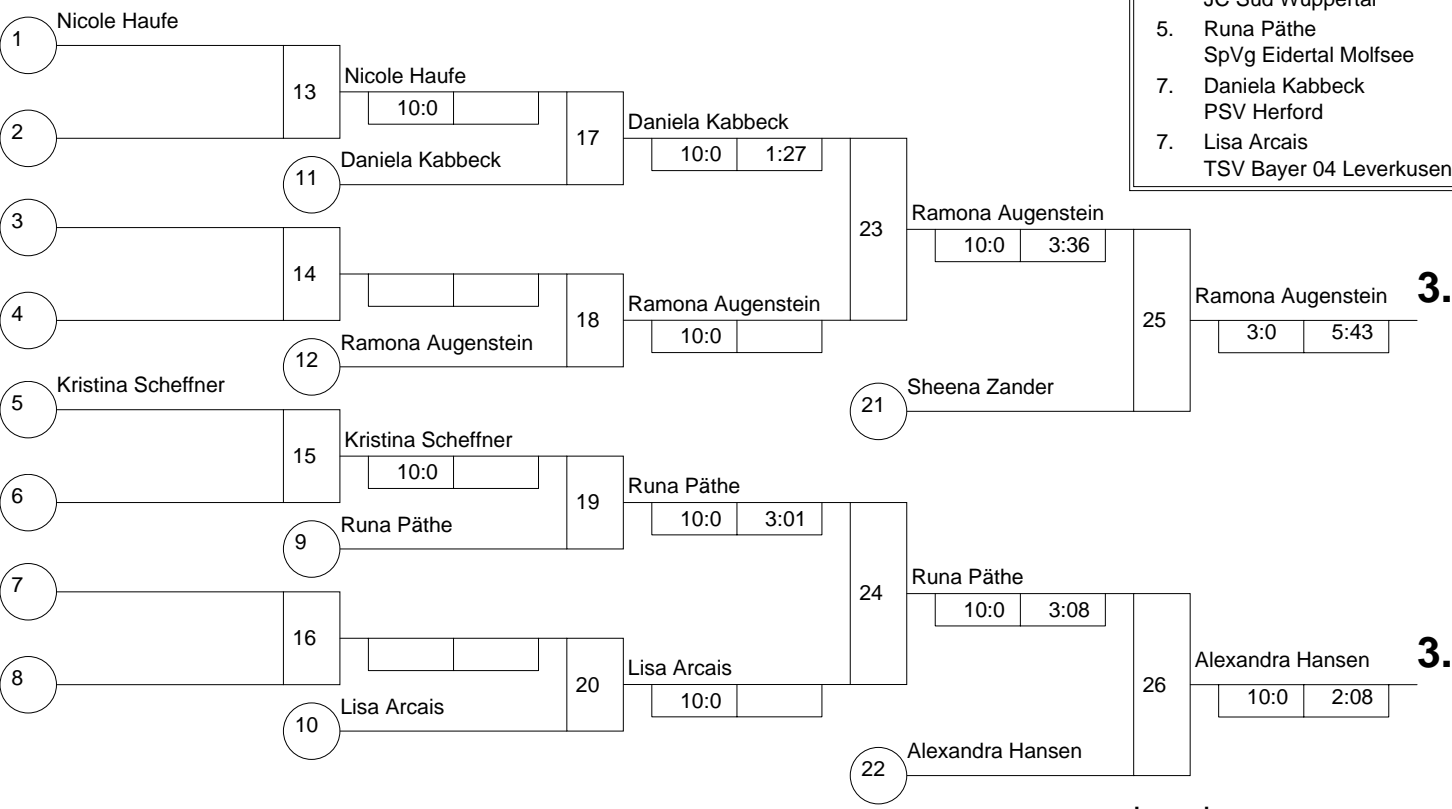 JC Süd Wuppertal
5. Runa Päthe
SpVg Eidertal Molfsee
7. Daniela Kabbeck
PSV Herford
7. Lisa Arcais
TSV Bayer 04 Leverkusen
1 Nicole Haufe
2
13
Nicole Haufe
10:0
11 Daniela Kabbeck
17
Daniela Kabbeck
10:0 1:27
3
4
14
12 Ramona Augenstein
18
Ramona Augenstein
10:0
23
Ramona Augenstein
10:0 3:36
21 Sheena Zander
25
Ramona Augenstein 3.
3:0 5:43
5 Kristina Scheffner
6
15
Kristina Scheffner
10:0
9 Runa Päthe
19
Runa Päthe
10:0 3:01
7
8
16
10 Lisa Arcais
20
Lisa Arcais
10:0
24
Runa Päthe
10:0 3:08
22 Alexandra Hansen
26
Alexandra Hansen 3.
10:0 2:08